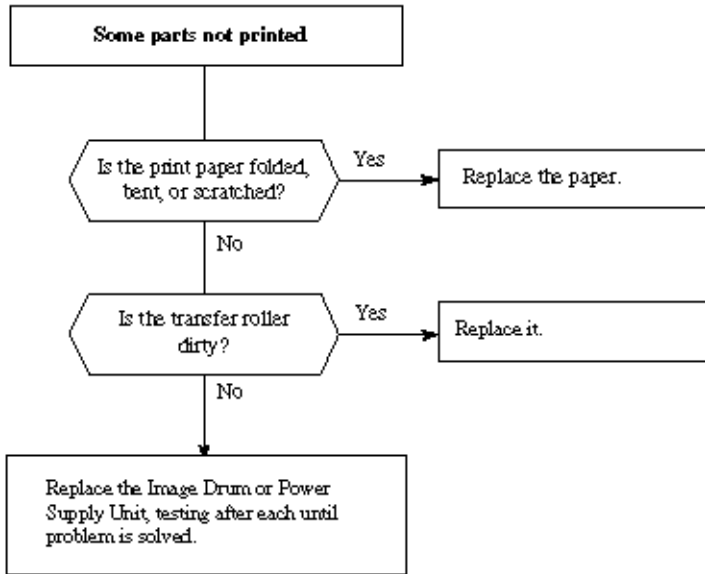 Some parts not printed
Is the print paper folded,
bent, or scratched?
Yes
Replace the paper.
No
Is the transfer roller
dirty?
Yes
Replace it.
No
Replace the Image Drum or Power
Supply Unit, testing after each until
problem is solved.